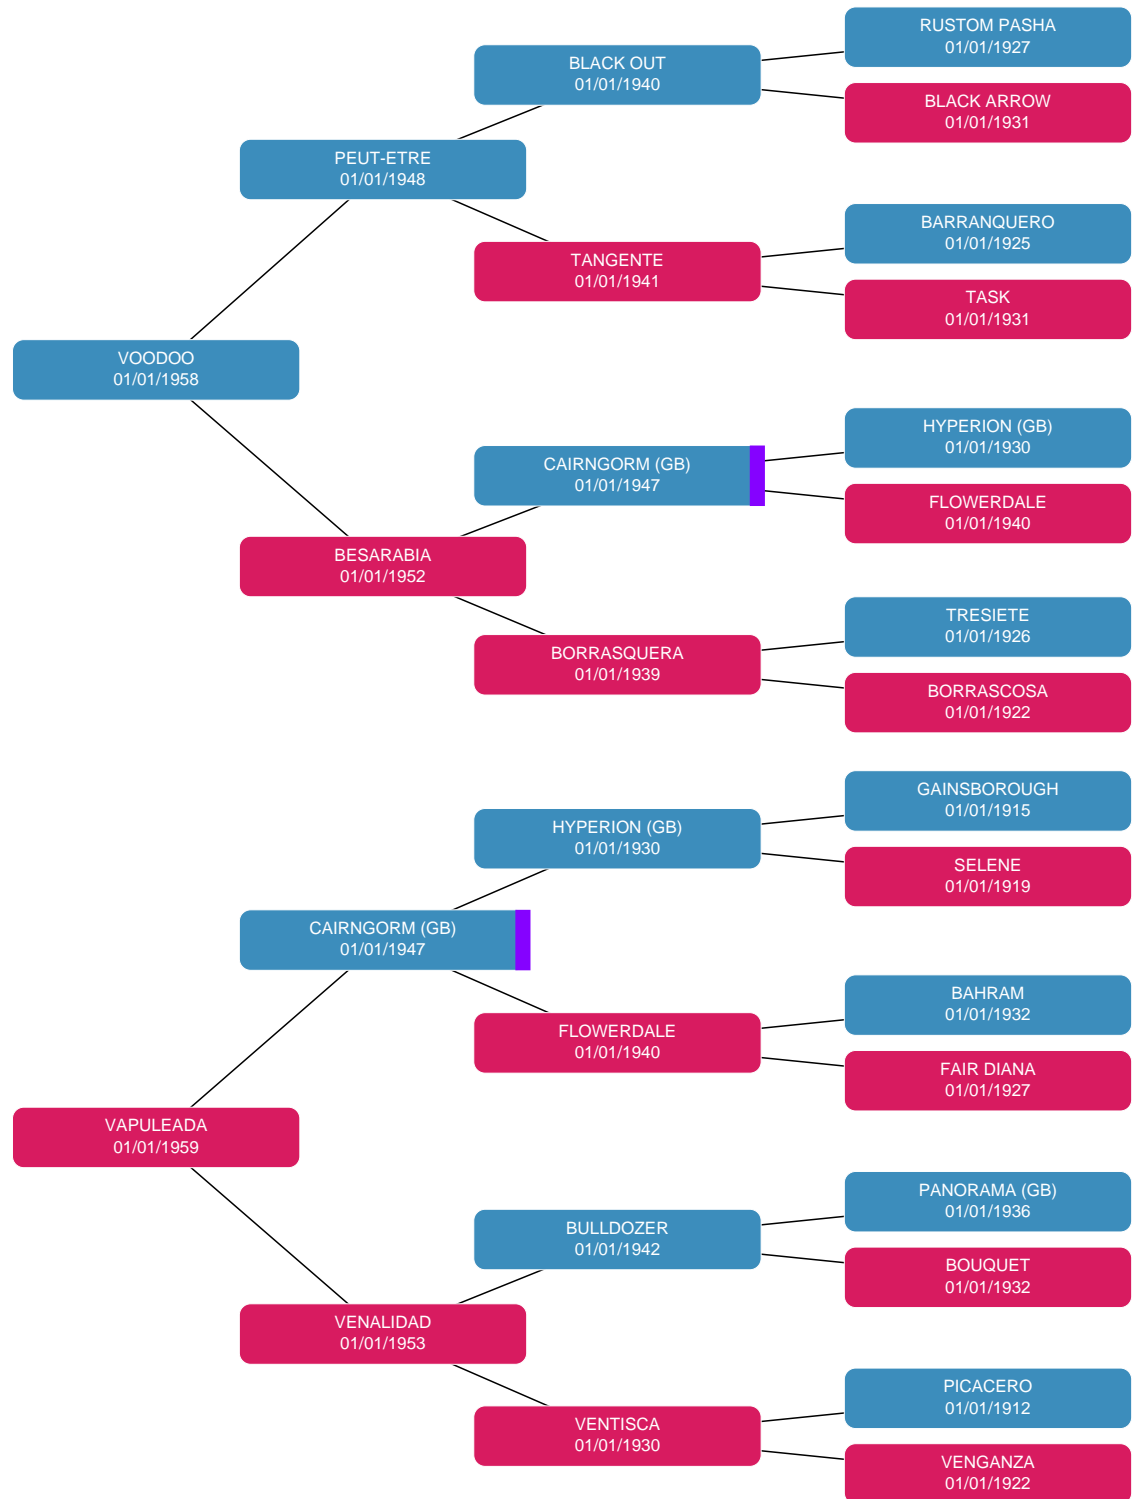 RUSTOM PASHA
01/01/1927
BLACK OUT
01/01/1940
BLACK ARROW
01/01/1931
PEUT-ETRE
01/01/1948
BARRANQUERO
01/01/1925
TANGENTE
01/01/1941
TASK
01/01/1931
VOODOO
01/01/1958
HYPERION (GB)
01/01/1930
CAIRNGORM (GB)
01/01/1947
FLOWERDALE
01/01/1940
BESARABIA
01/01/1952
TRESIETE
01/01/1926
BORRASQUERA
01/01/1939
BORRASCOSA
01/01/1922
GAINSBOROUGH
01/01/1915
HYPERION (GB)
01/01/1930
SELENE
01/01/1919
CAIRNGORM (GB)
01/01/1947
BAHRAM
01/01/1932
FLOWERDALE
01/01/1940
FAIR DIANA
01/01/1927
VAPULEADA
01/01/1959
PANORAMA (GB)
01/01/1936
BULLDOZER
01/01/1942
BOUQUET
01/01/1932
VENALIDAD
01/01/1953
PICACERO
01/01/1912
VENTISCA
01/01/1930
VENGANZA
01/01/1922